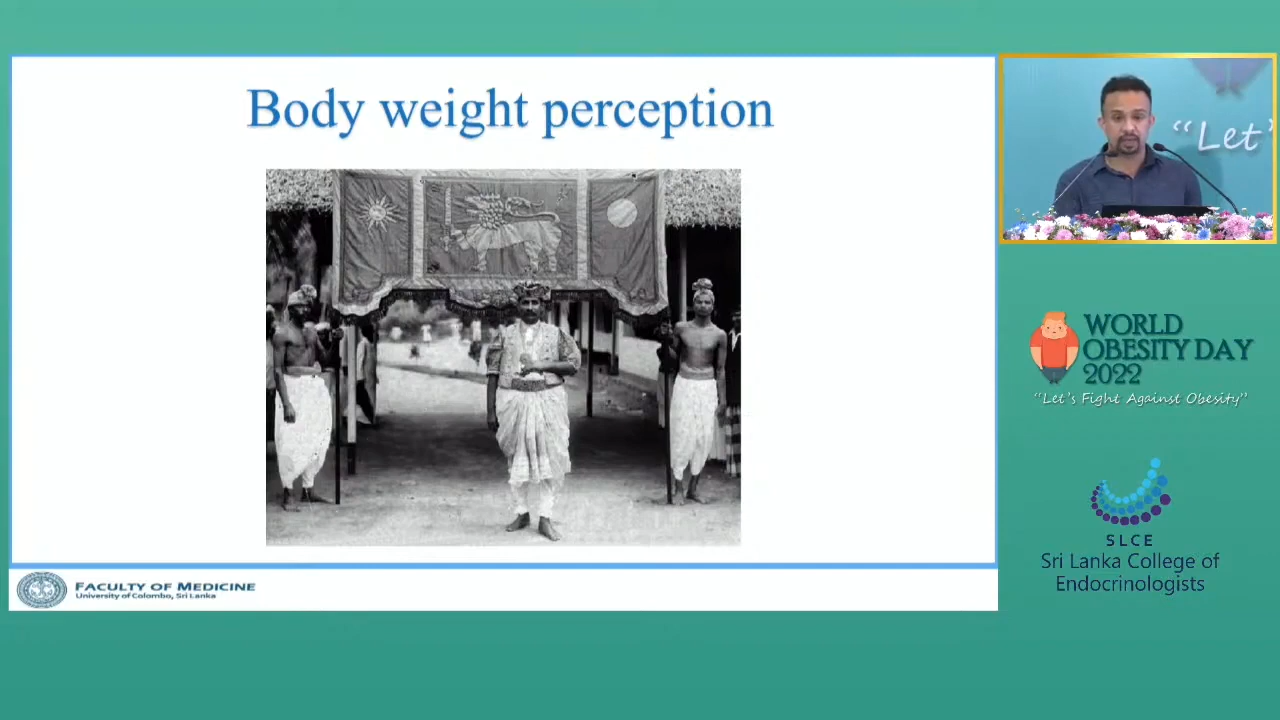 Body weight perception
"Let'
WORLD
OBESITY DAY
2022
"Let's Fight Against Obesity"
SLCE
Sri Lanka College of
Endocrinologists
FACULTY OF MEDICINE
University of Colombo, Sri Lanka